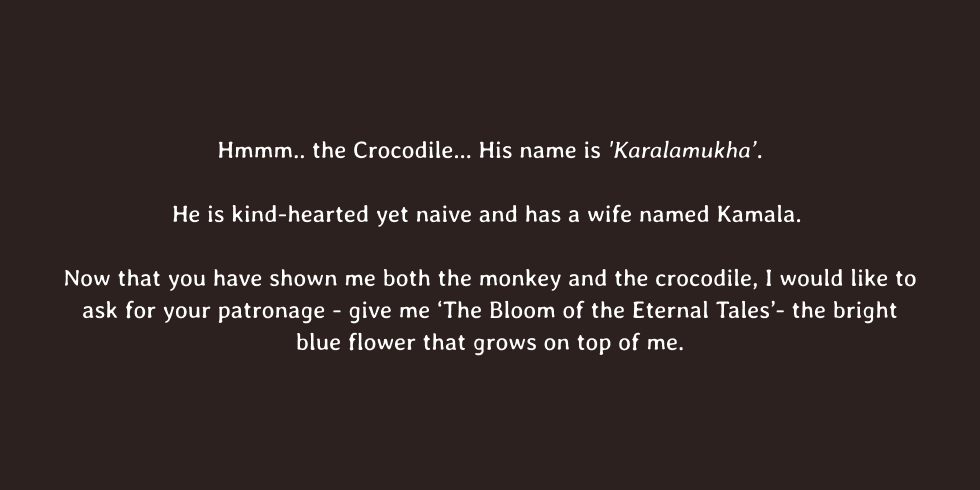 Hmmm.. the Crocodile... His name is 'Karalamukha’.
He is kind-hearted yet naive and has a wife named Kamala.
Now that you have shown me both the monkey and the crocodile, I would like to
ask for your patronage - give me ‘The Bloom of the Eternal Tales’- the bright
blue flower that grows on top of me.